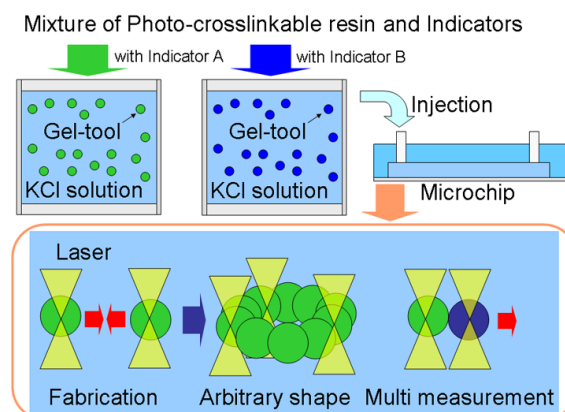 Mixture of Photo-crosslinkable resin and Indicators
with Indicator A
with Indicator B
Gel-tool
KCl solution
Gel-tool
KCl solution
Injection
Microchip
Laser
Fabrication
Arbitrary shape
Multi measurement